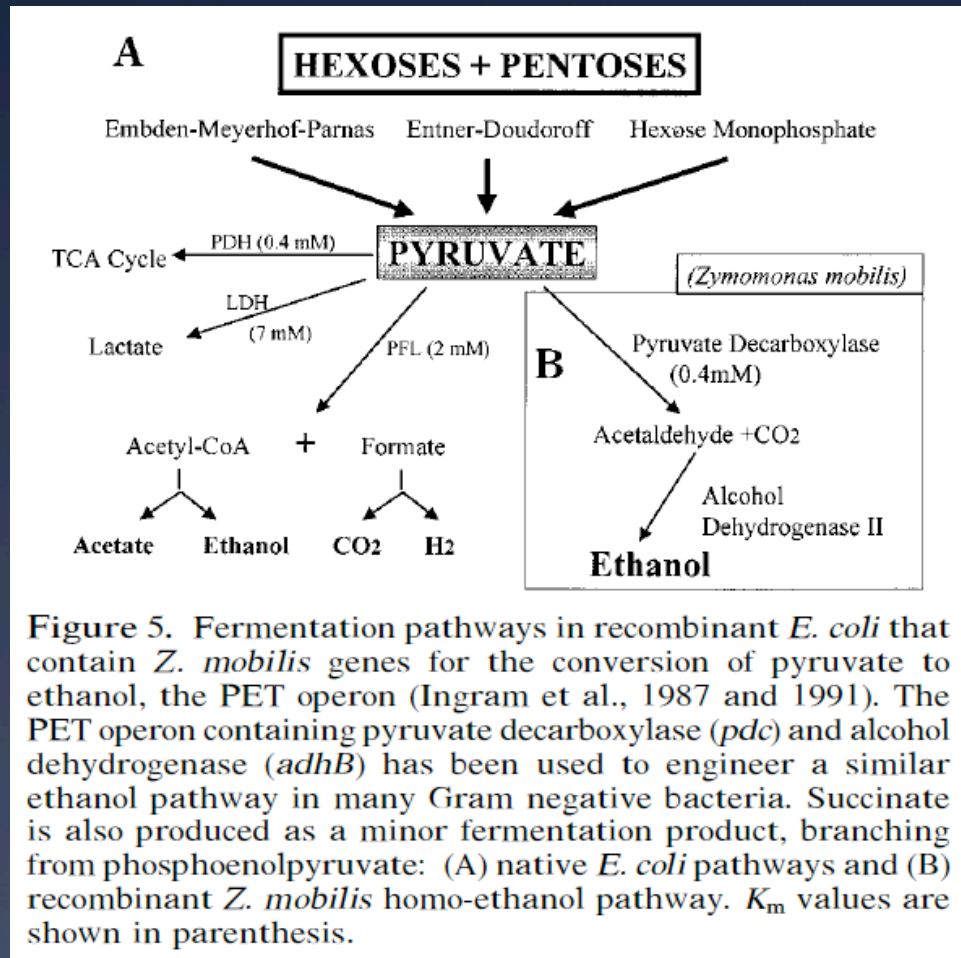 A
HEXOSES + PENTOSES
Embden-Meyerhof-Parnas Entner-Doudoroff Hexose Monophosphate
PYRUVATE
PDH (0.4 mM)
TCA Cycle
LDH
(7 mM)
Lactate
PFL (2 mM)
Acetyl-CoA + Formate
Acetate Ethanol CO2 H2
(Zymomonas mobilis)
B
Pyruvate Decarboxylase
(0.4mM)
Acetaldehyde +CO2
Alcohol
Dehydrogenase II
Ethanol
Figure 5. Fermentation pathways in recombinant E. coli that
contain Z. mobilis genes for the conversion of pyruvate to
ethanol, the PET operon (Ingram et al., 1987 and 1991). The
PET operon containing pyruvate decarboxylase (pdc) and alcohol
dehydrogenase (adhB) has been used to engineer a similar
ethanol pathway in many Gram negative bacteria. Succinate
is also produced as a minor fermentation product, branching
from phosphoenolpyruvate: (A) native E. coli pathways and (B)
recombinant Z. mobilis homo-ethanol pathway. Km values are
shown in parenthesis.